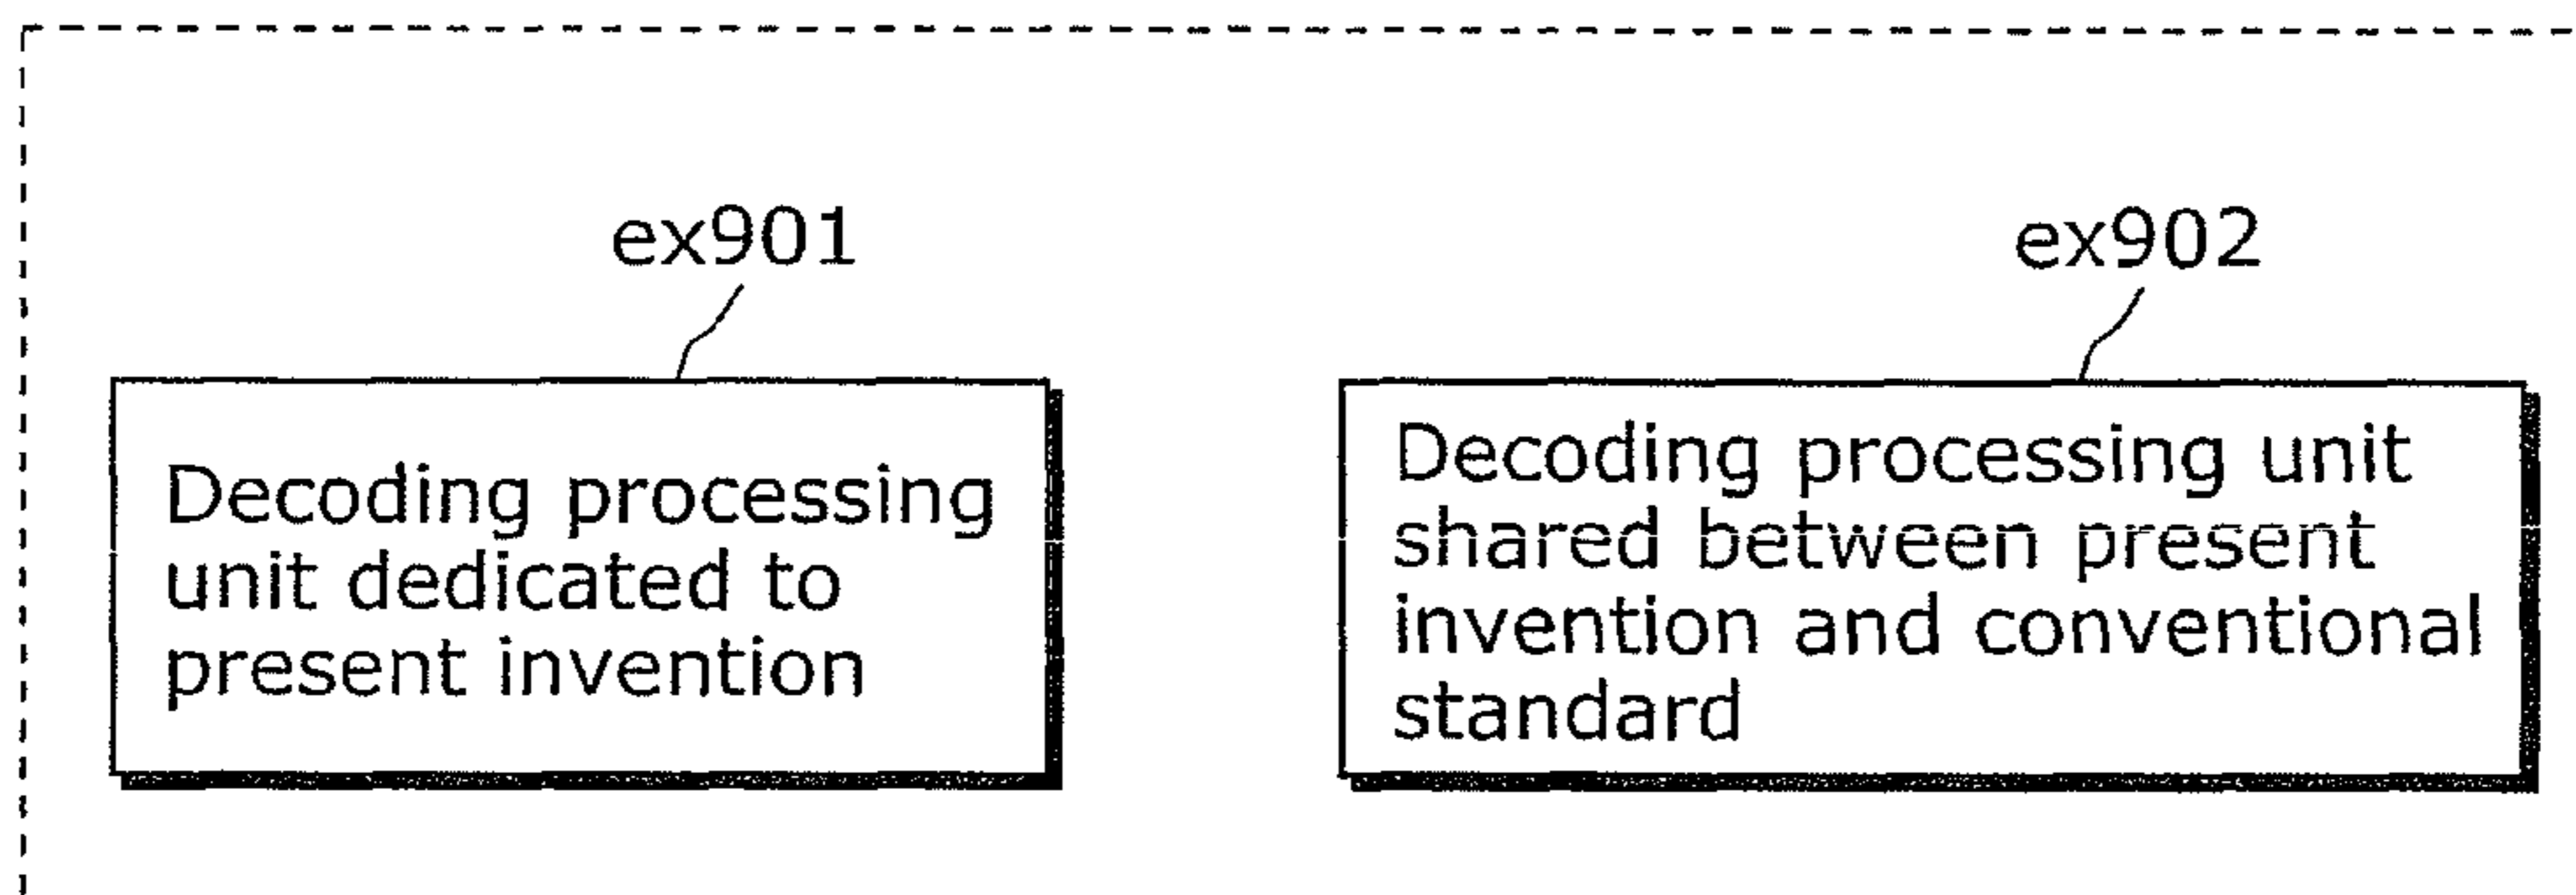 ex901
ex902
Decoding processing
unit dedicated to
present invention
Decoding processing unit
shared between present
invention and conventional
standard